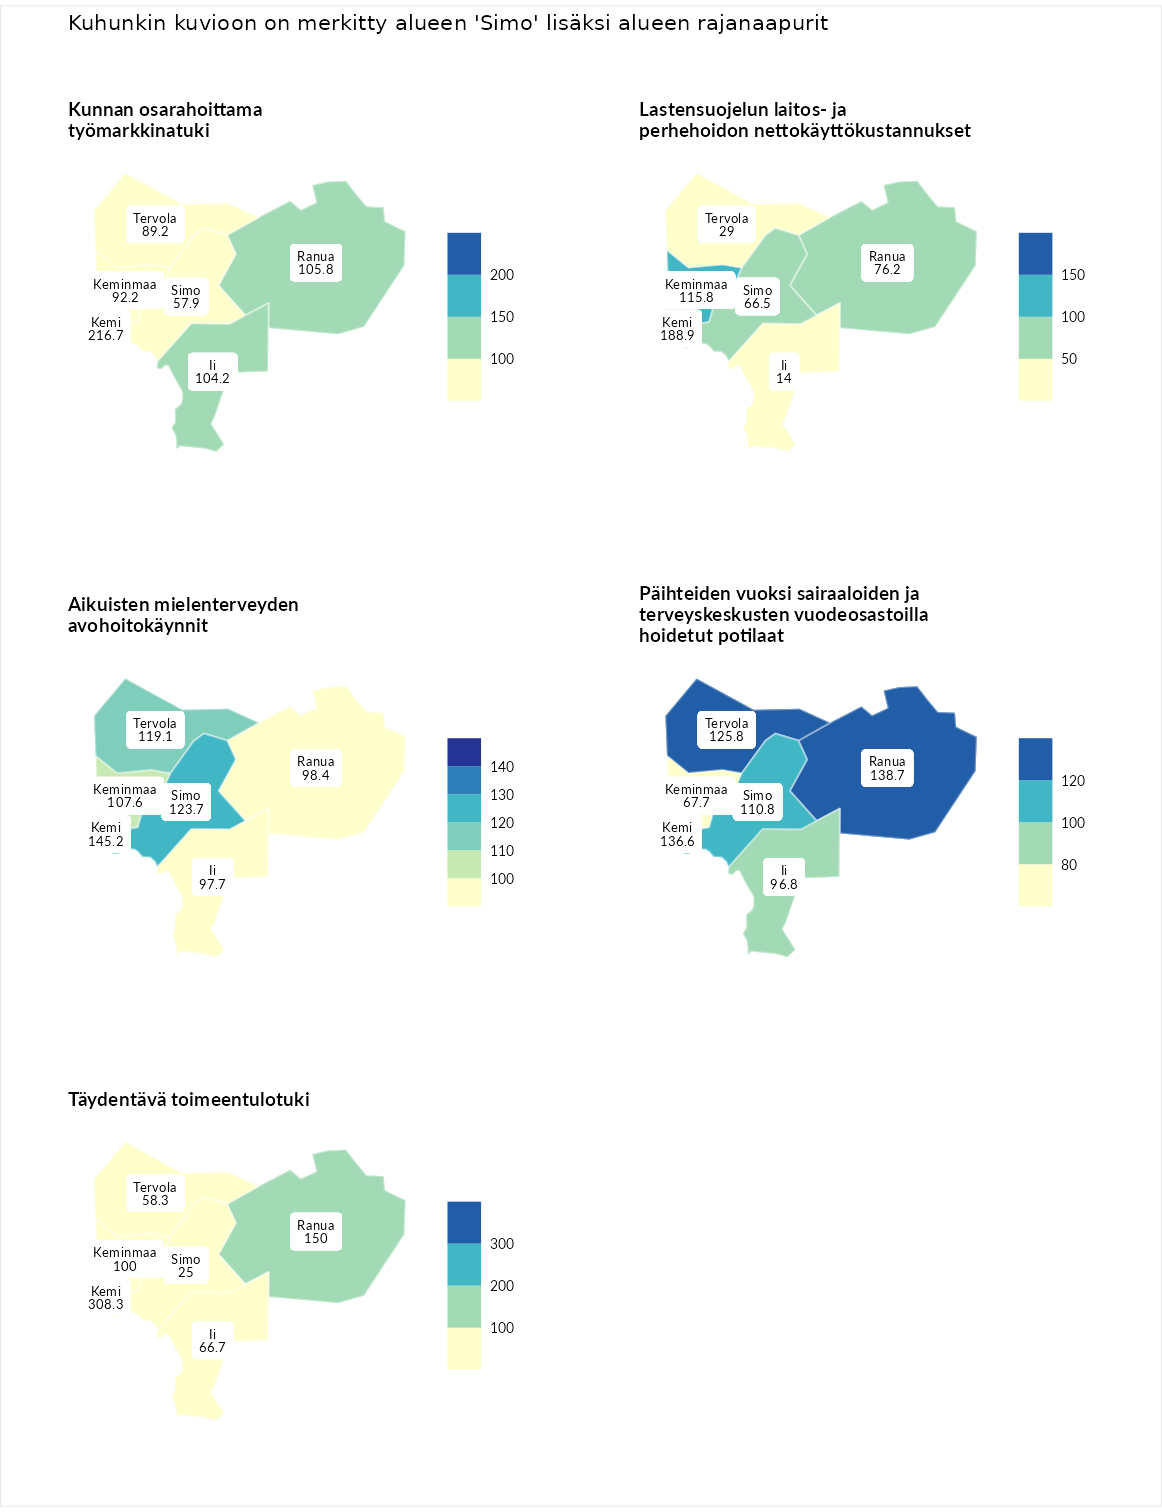 Kuhunkin kuvioon on merkitty alueen 'Simo' lisäksi alueen rajanaapurit
Kunnan osarahoittama
työmarkkinatuki
Tervola
89.2
Ranua
105.8
Keminmaa
92.2
Simo
57.9
Kemi
216.7
Ii
104.2
200
150
100
Lastensuojelun laitos- ja
perhehoidon nettokäyttökustannukset
Tervola
29
Ranua
76.2
Keminmaa
115.8
Simo
66.5
Kemi
188.9
Ii
14
150
100
50
Aikuisten mielenterveyden
avohoitokäynnit
Tervola
119.1
Ranua
98.4
Keminmaa
107.6
Simo
123.7
Kemi
145.2
Ii
97.7
140
130
120
110
100
Päihteiden vuoksi sairaaloiden ja
terveyskeskusten vuodeosastoilla
hoidetut potilaat
Tervola
125.8
Ranua
138.7
Keminmaa
67.7
Simo
110.8
Kemi
136.6
Ii
96.8
120
100
80
Täydentävä toimeentulotuki
Tervola
58.3
Ranua
150
Keminmaa
100
Simo
25
Kemi
308.3
Ii
66.7
300
200
100